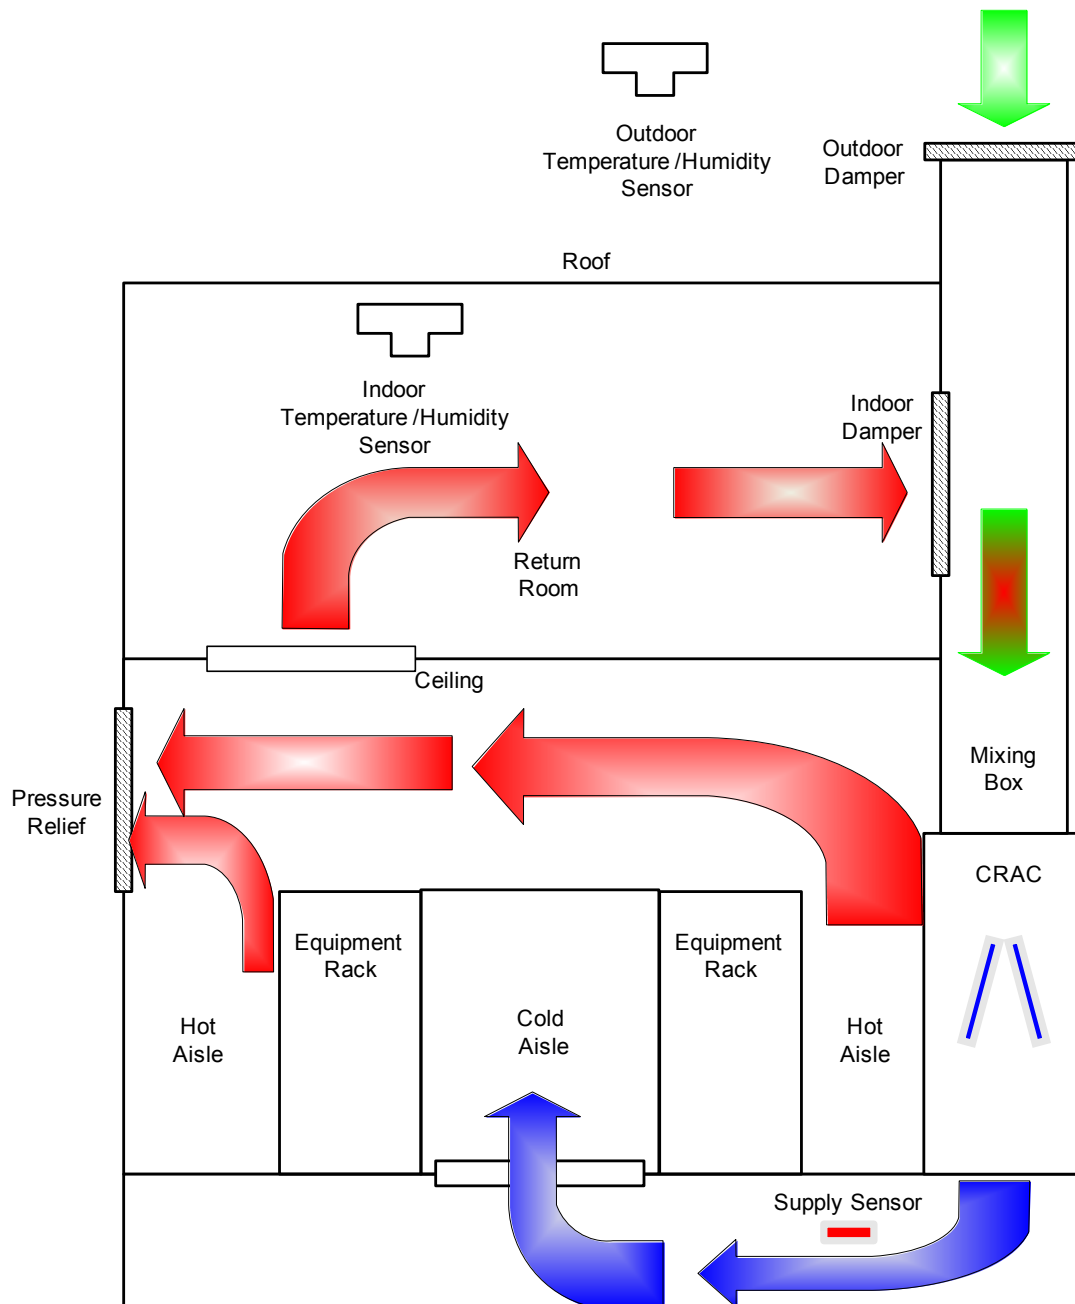 Outdoor
Temperature /Humidity
Sensor
Outdoor
Damper
Roof
Indoor
Temperature /Humidity
Sensor
Indoor
Damper
Return
Room
Ceiling
Pressure
Relief
Mixing
Box
CRAC
Equipment
Rack
Equipment
Rack
Hot
Aisle
Cold
Aisle
Hot
Aisle
Supply Sensor